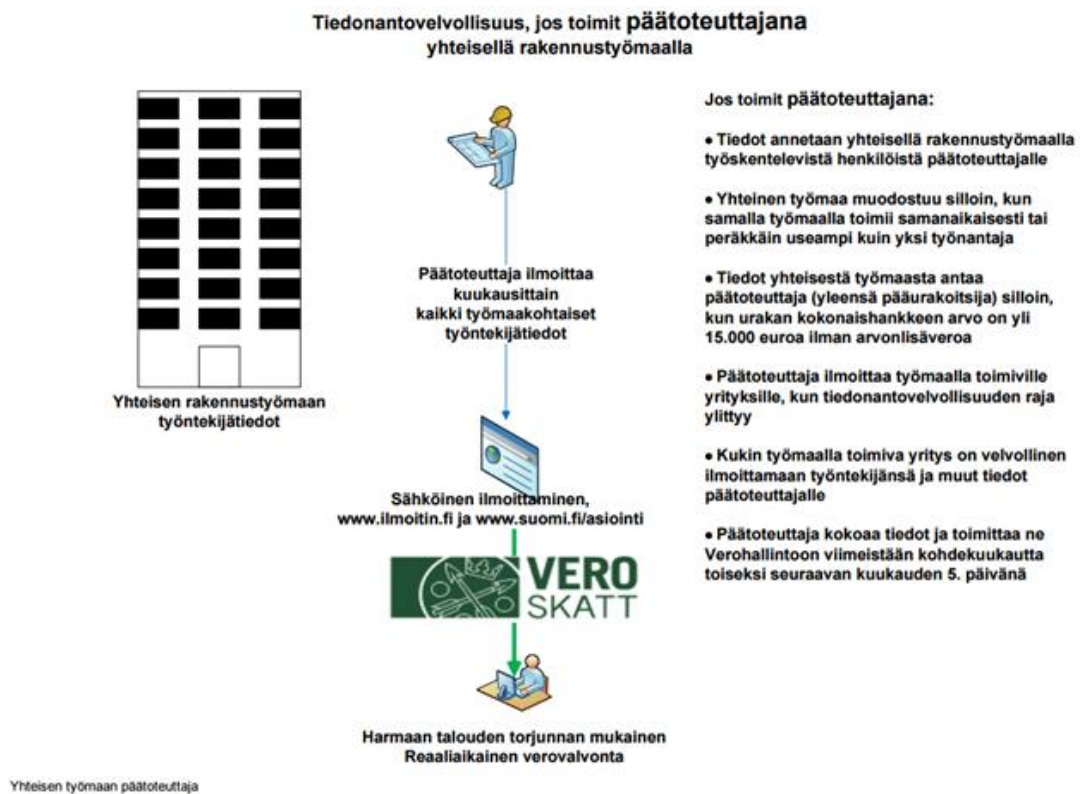 Tiedonantovelvollisuus, jos toimit päätoteuttajana
yhteisellä rakennustyömaalla
Yhteisen rakennustyömaan
työntekijätiedot
Päätoteuttaja ilmoittaa
kuukausittain
kaikki työmaakohtaiset
työntekijätiedot
Sähköinen ilmoittaminen,
www.ilmoitin.fi ja www.suomi.fi/asiointi
VERO
SKATT
Harmaan talouden torjunnan mukainen
Reaaliaikainen verovalvonta
Jos toimit päätoteuttajana:
• Tiedot annetaan yhteisellä rakennustyömaalla
työskentelevistä henkilöistä päätoteuttajalle
• Yhteinen työmaa muodostuu silloin, kun
samalla työmaalla toimii samanaikaisesti tai
peräkkäin useampi kuin yksi työnantaja
• Tiedot yhteisestä työmaasta antaa
päätoteuttaja (yleensä pääurakoitsija) silloin,
kun urakan kokonaishankkeen arvo on yli
15.000 euroa ilman arvonlisäveroa
• Päätoteuttaja ilmoittaa työmaalla toimiville
yrityksille, kun tiedonantovelvollisuuden raja
ylittyy
• Kukin työmaalla toimiva yritys on velvollinen
ilmoittamaan työntekijänsä ja muut tiedot
päätoteuttajalle
• Päätoteuttaja kokoaa tiedot ja toimittaa ne
Verohallintoon viimeistään kohdekuukautta
toiseksi seuraavan kuukauden 5. päivänä
Yhteisen työmaan päätoteuttaja